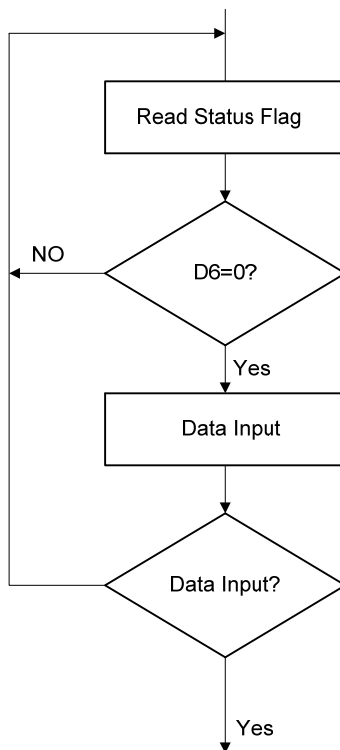 Read Status Flag
NO
D6=0?
Yes
Data Input
Data Input?
Yes